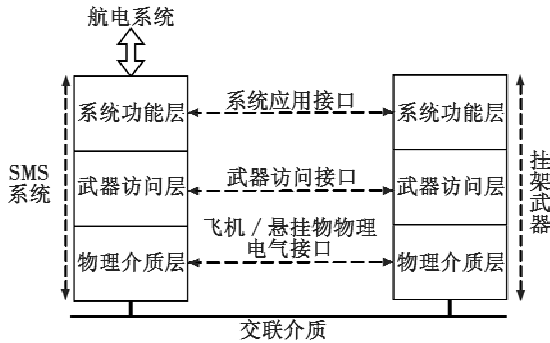 航电系统
系统功能层
系统应用接口
系统功能层
SMS
系统
武器访问层
武器访问接口
武器访问层
挂架武器
飞机/悬挂物物理
电气接口
物理介质层
物理介质层
交联介质